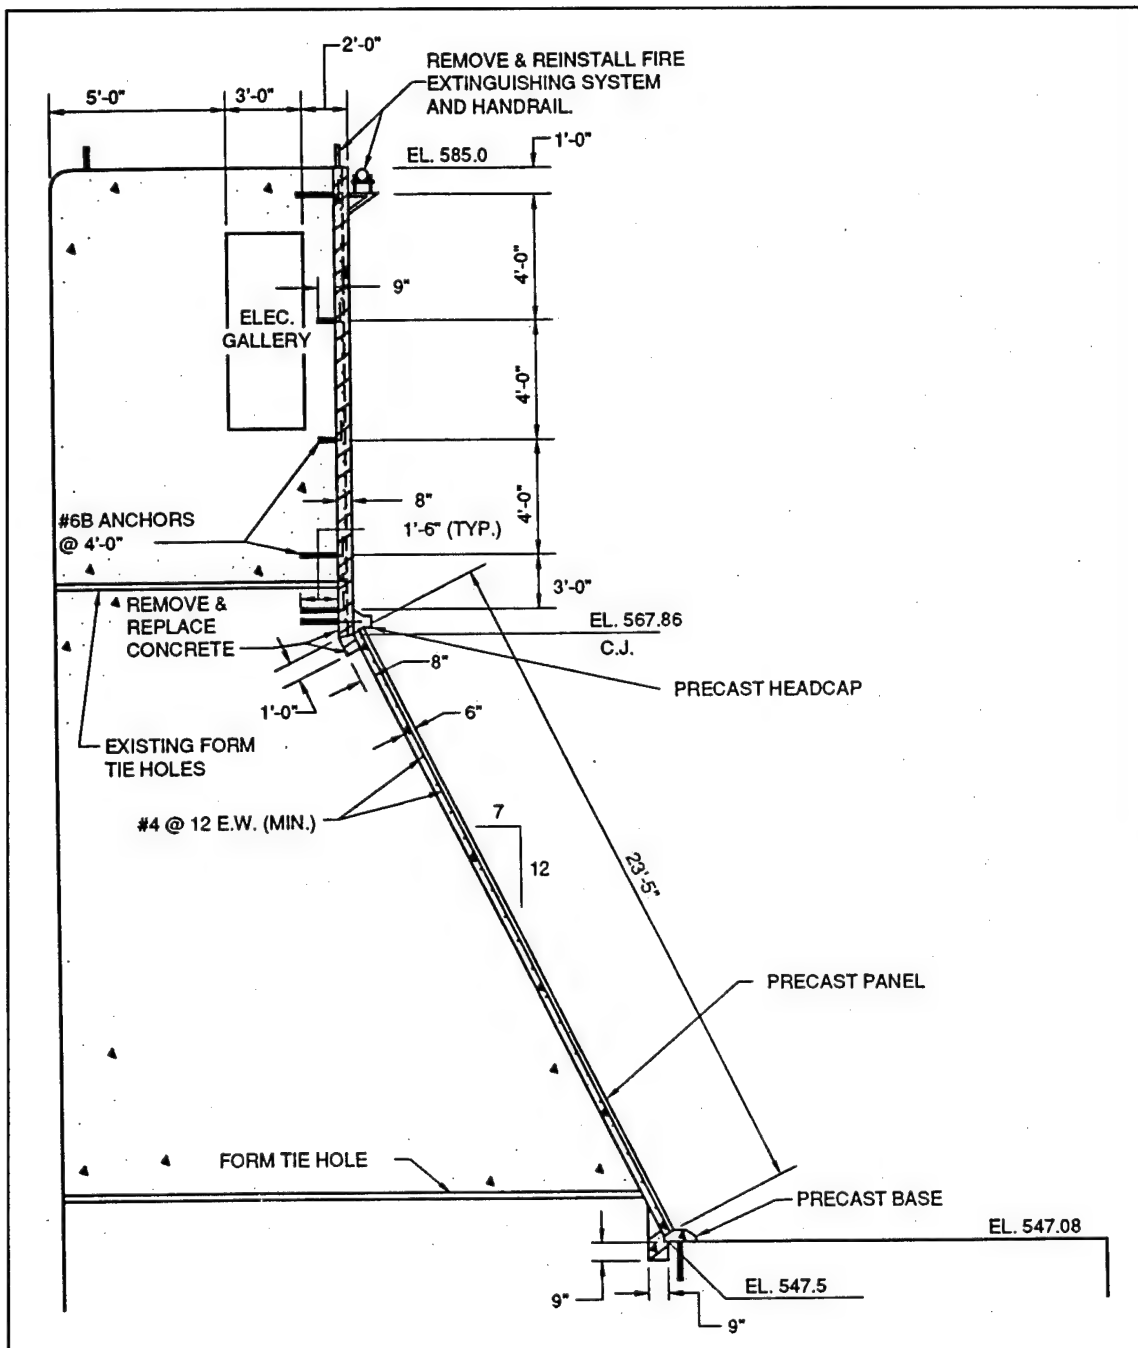 2'-0"
5'-0"
3'-0"
REMOVE & REINSTALL FIRE
EXTINGUISHING SYSTEM
AND HANDRAIL.
1'-0"
EL. 585.0
4'-0"
9"
ELEC.
GALLERY
4'-0"
4'-0"
8"
#6B ANCHORS
@ 4'-0"
1'-6" (TYP.)
3'-0"
REMOVE &
REPLACE
CONCRETE
EL. 567.86
C.J.
8"
PRECAST HEADCAP
1'-0"
6"
EXISTING FORM
TIE HOLES
#4 @ 12 E.W. (MIN.)
7
12
23'-5"
PRECAST PANEL
FORM TIE HOLE
PRECAST BASE
EL. 547.08
EL. 547.5
9"
9"